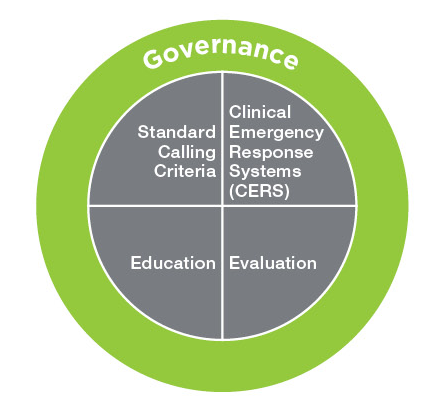 Governance
Standard
Calling
Criteria
Clinical
Emergency
Response
Systems
(CERS)
Education
Evaluation